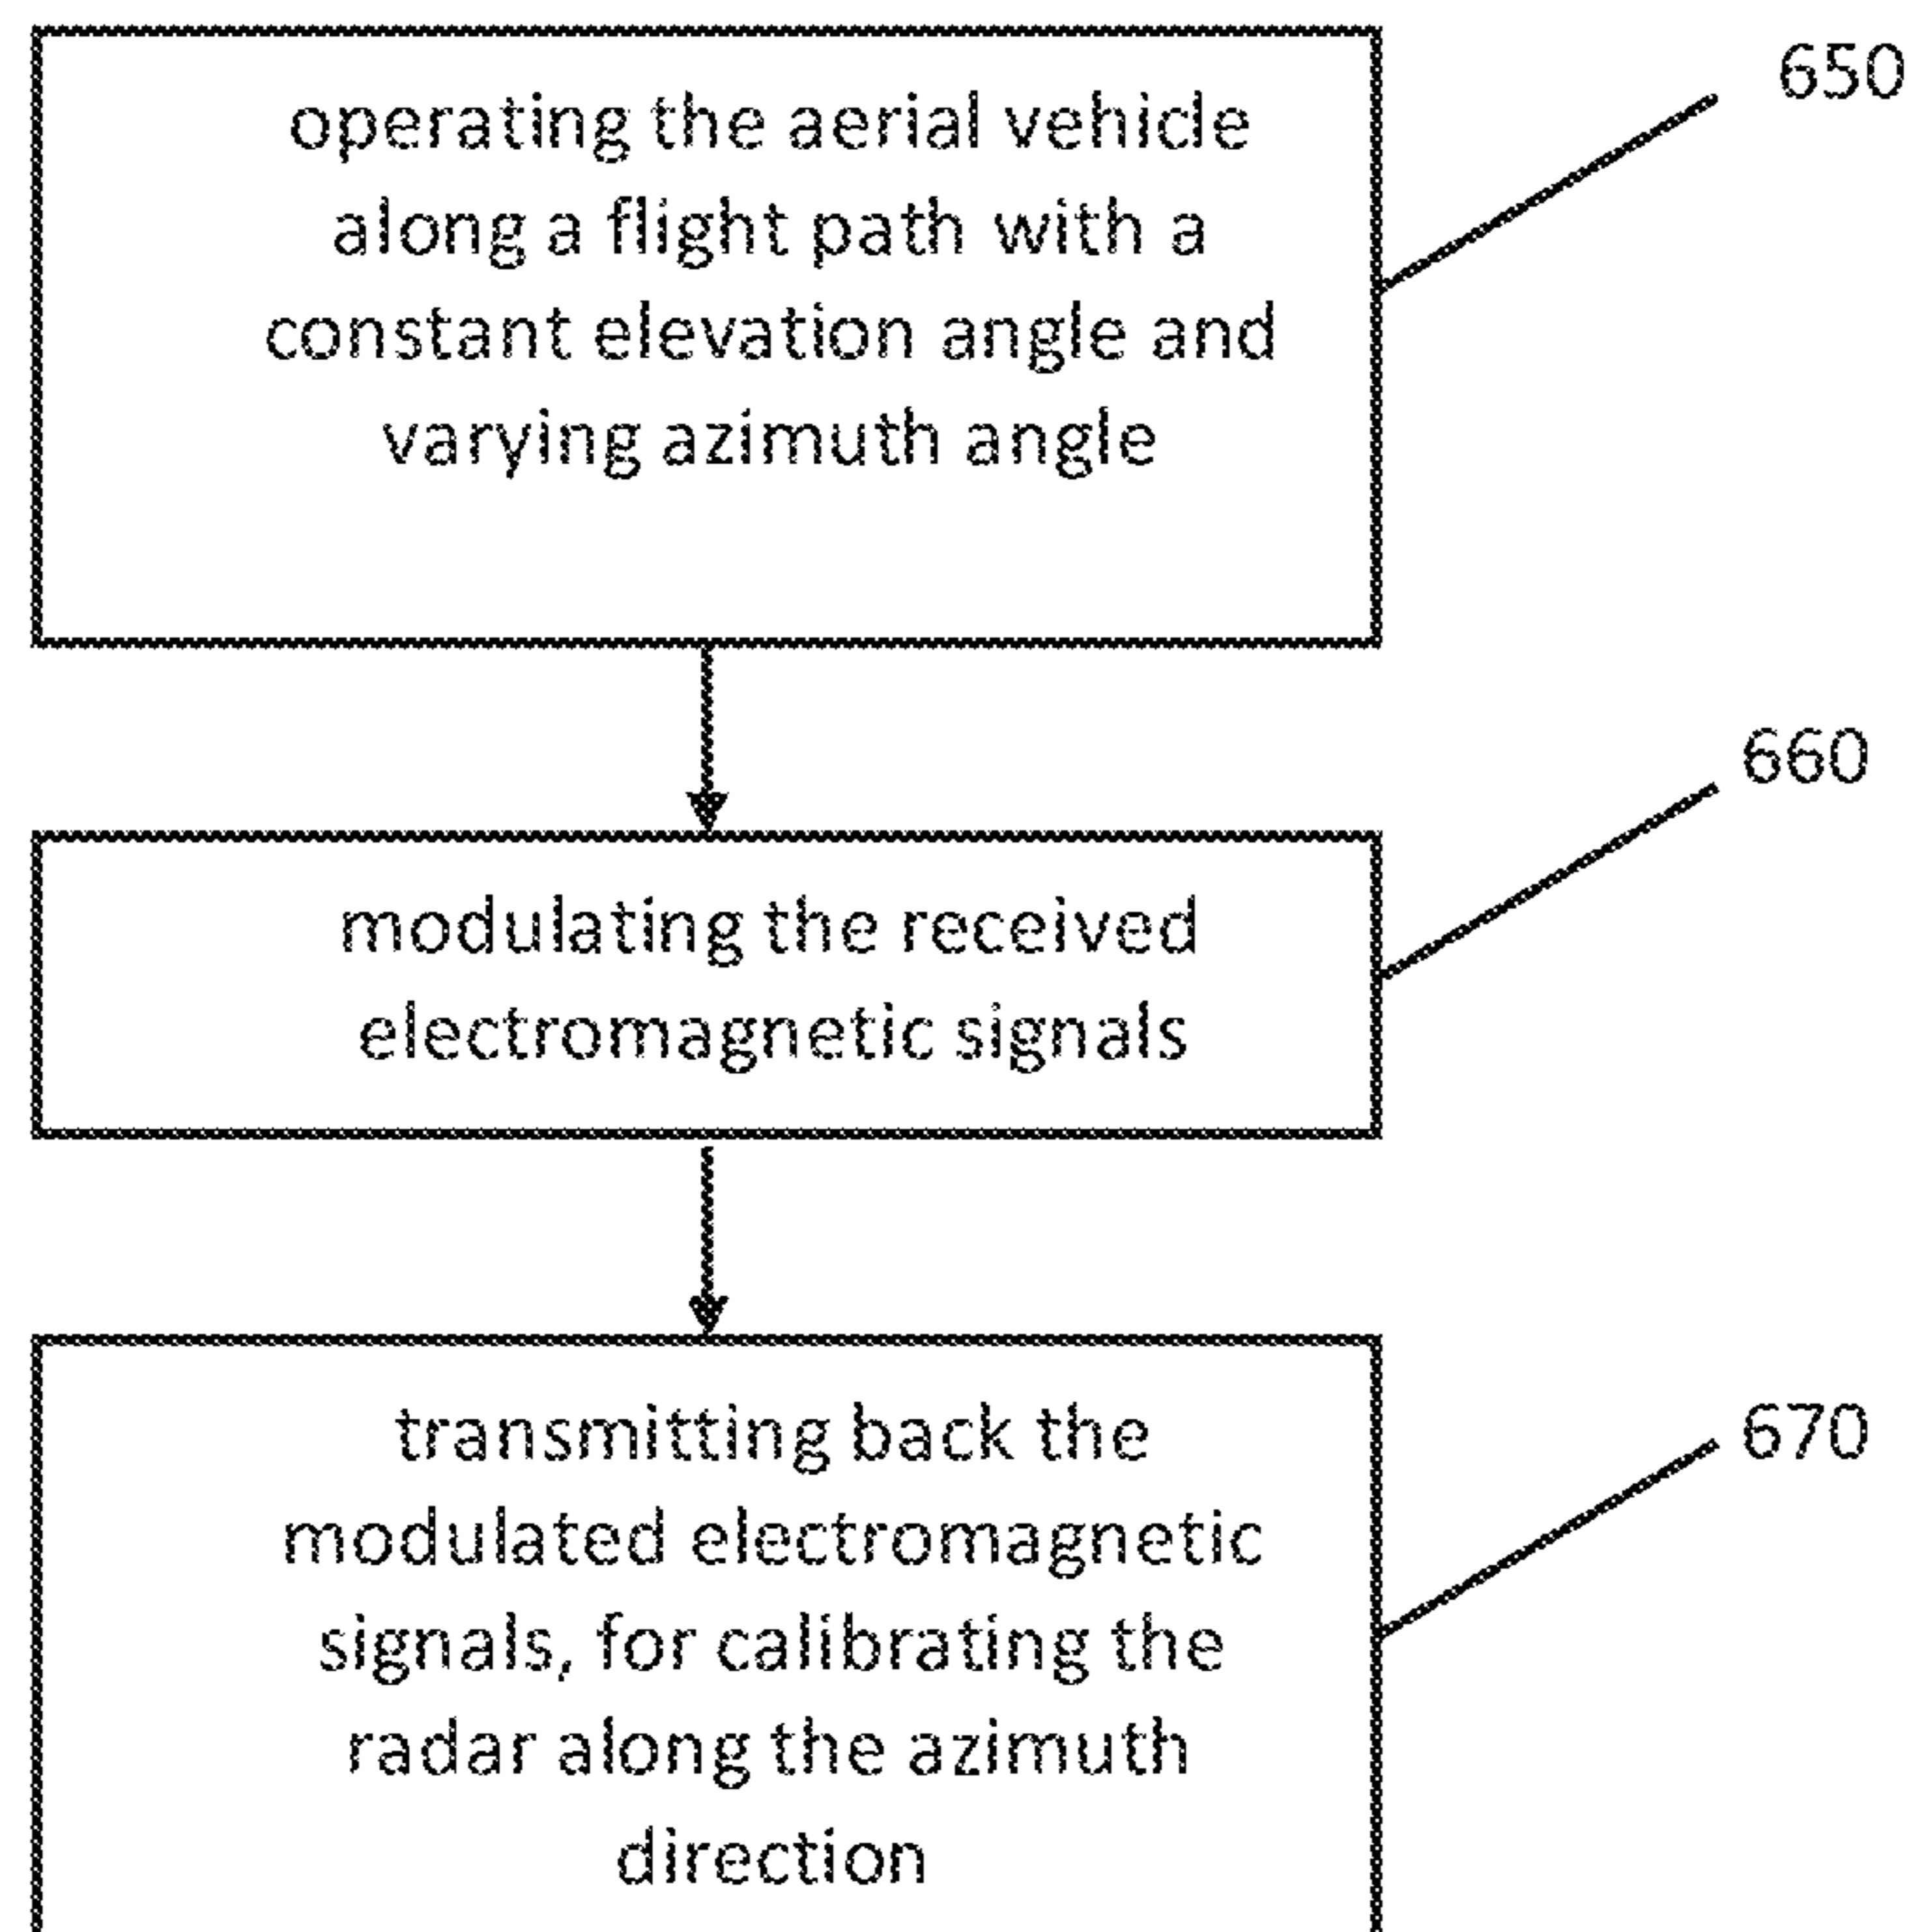 operating the aerial vehicle
along a flight path with a
constant elevation angle and
varying azimuth angle
650
modulating the received
electromagnetic signals
660
transmitting back the
modulated electromagnetic
signals, for calibrating the
radar along the azimuth
direction
670